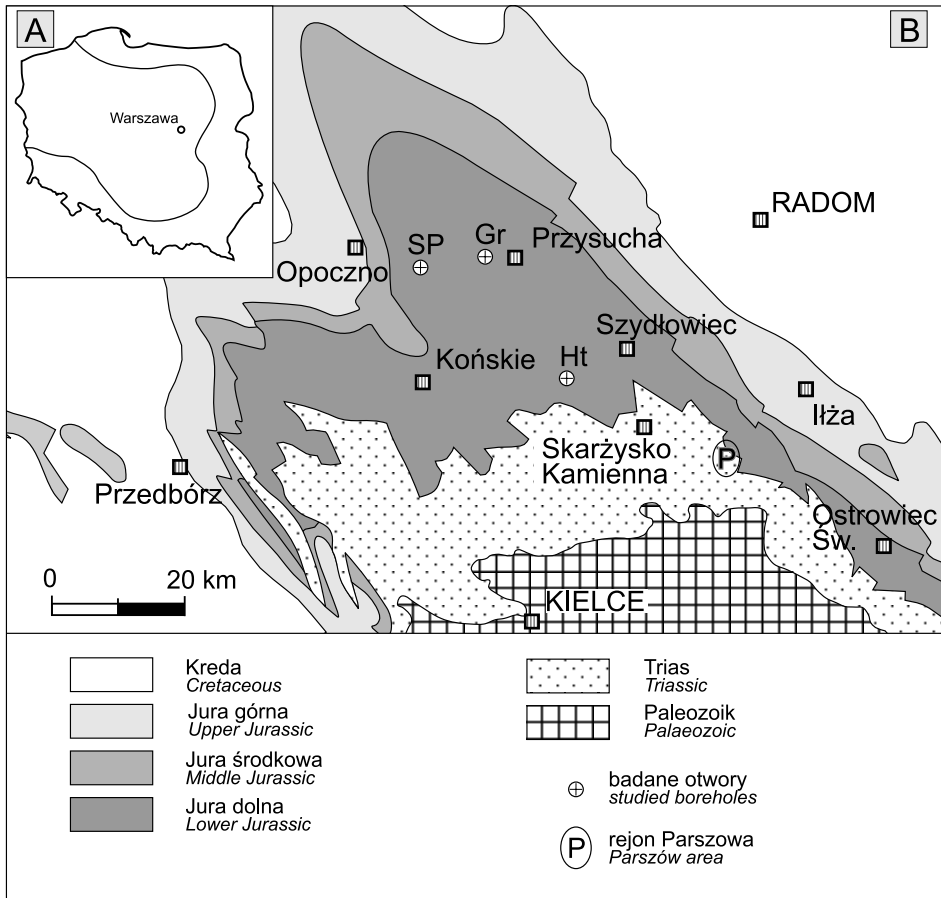 A
B
Warszawa
RADOM
SP
Gr
Przysucha
Opoczno
Szydłowiec
Końskie
Ht
Iłża
Skarżysko
Kamienna
P
Przedbórz
Ostrowiec
Św.
0
20 km
KIELCE
Kreda
Cretaceous
Jura górna
Upper Jurassic
Jura środkowa
Middle Jurassic
Jura dolna
Lower Jurassic
Trias
Triassic
Paleozoik
Palaeozoic
badane otwory
studied boreholes
P
rejon Parszowa
Parszów area